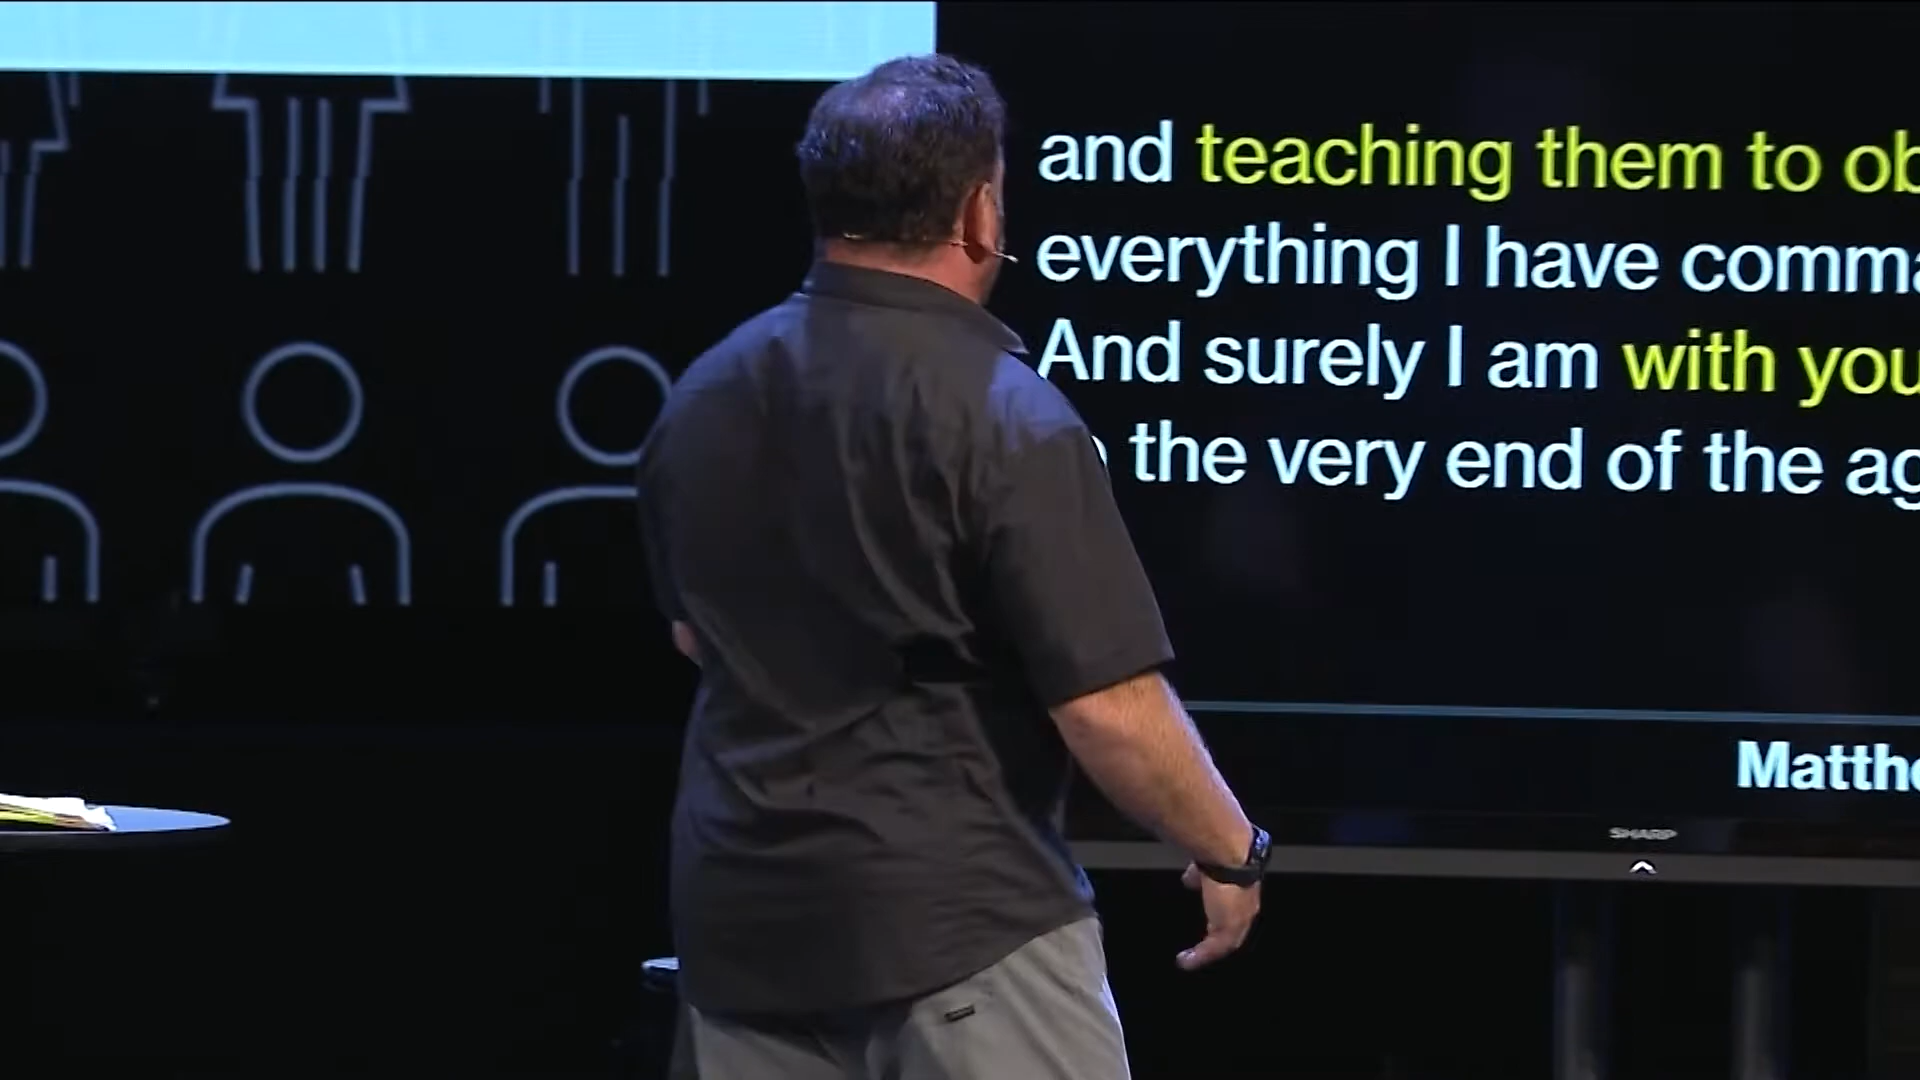 and teaching them to ob
everything I have comma
And surely I am with you
the very end of the ag
Matthe
SHARP